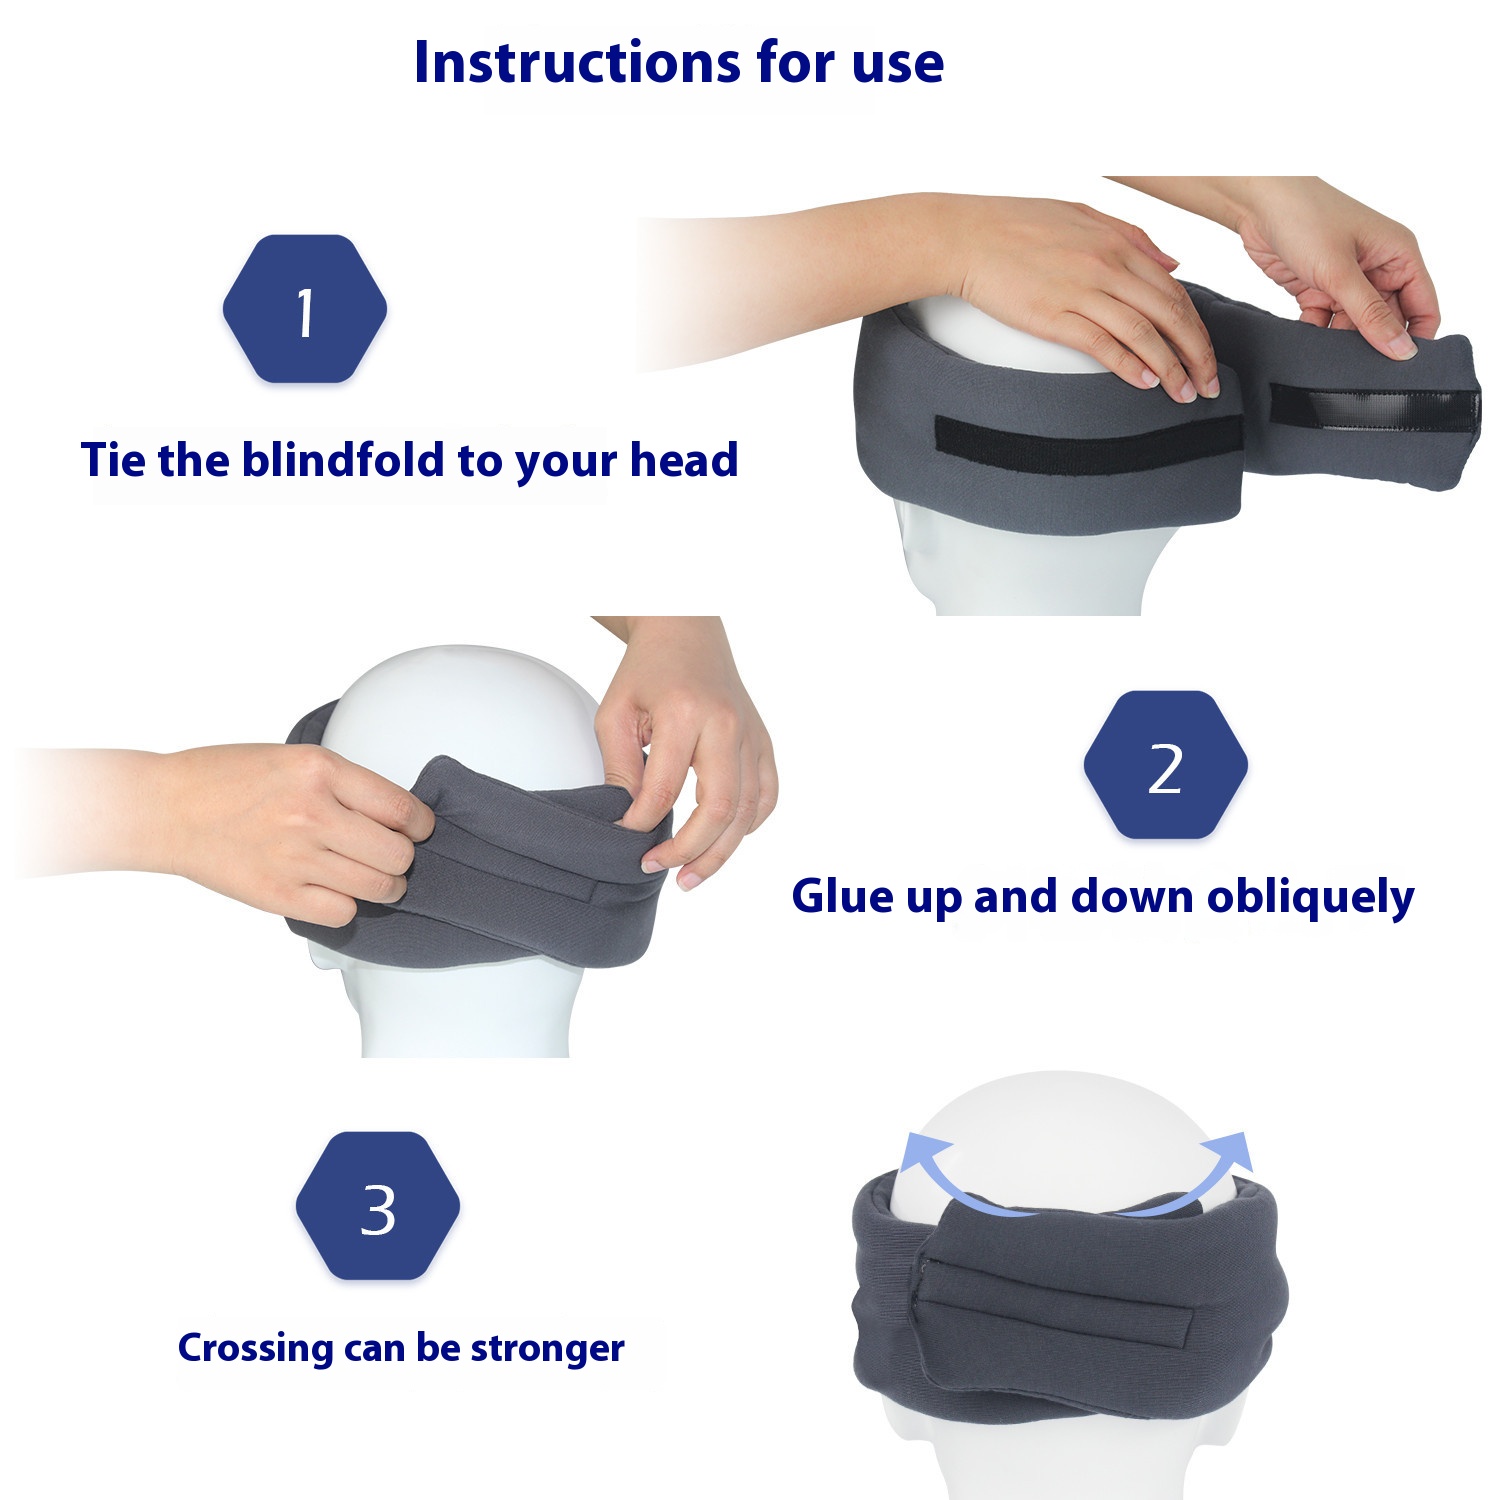 Instructions for use
1
Tie the blindfold to your head
2
Glue up and down obliquely
3
Crossing can be stronger